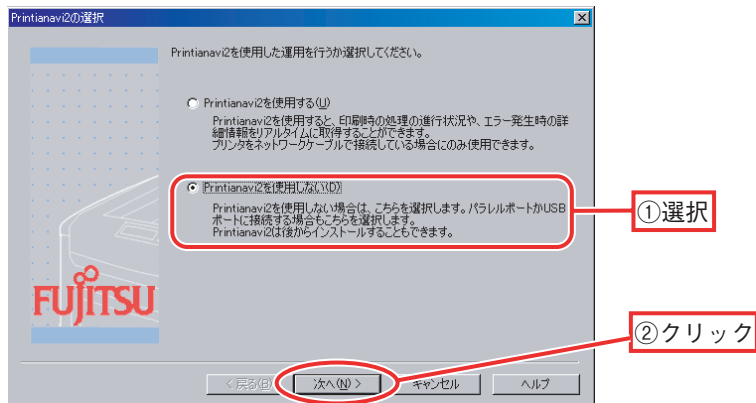 Printianavi2の選択
Printianavi2を使用した運用を行うか選択してください。
Printianavi2を使用する(U)
Printianavi2を使用すると、印刷時の処理の進行状況や、エラー発生時の詳
細情報をリアルタイムに取得することができます。
プリンタをネットワークケーブルで接続している場合にのみ使用できます。
Printianavi2を使用しない(D)
Printianavi2を使用しない場合は、こちらを選択します。パラレルポートかUSB
ポートに接続する場合もこちらを選択します。
Printianavi2は後からインストールすることもできます。
①選択
FUJITSU
②クリック
< 戻る(B)
次へ(N) >
キャンセル
ヘルプ